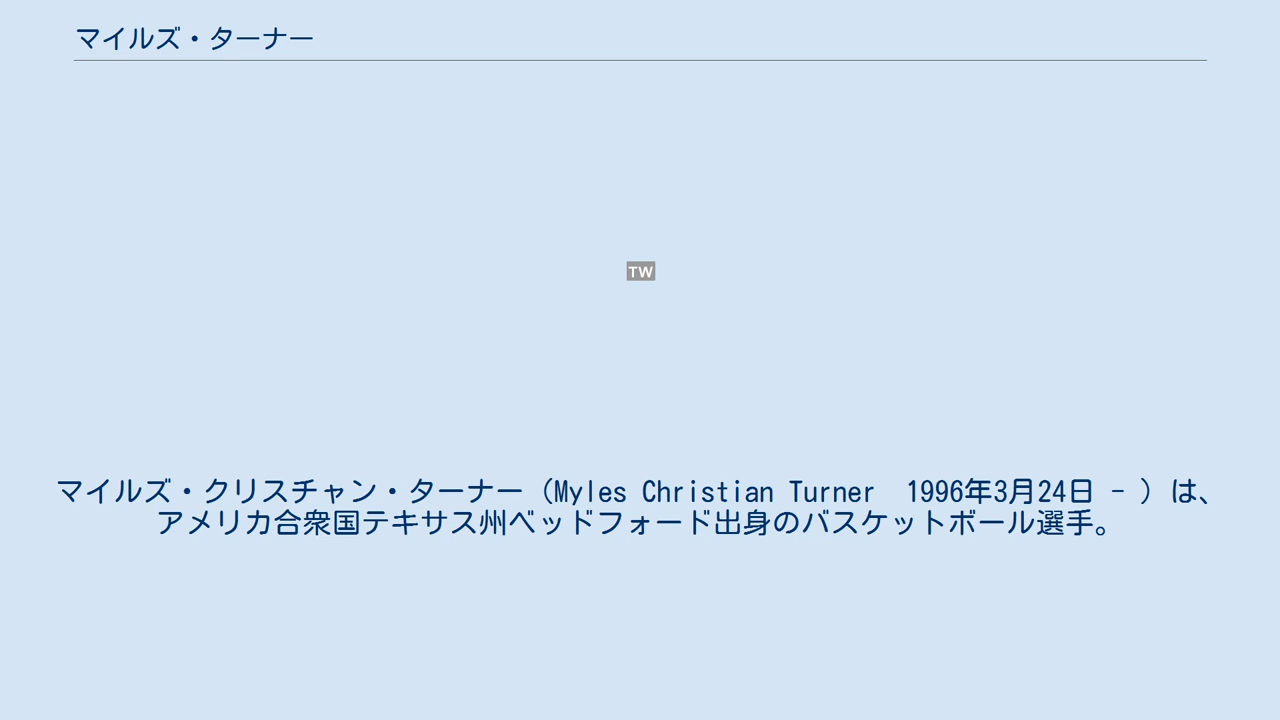 マイルズ・ターナー
TW
マイルズ・クリスチャン・ターナー（Myles Christian Turner　1996年3月24日 - ）は、
アメリカ合衆国テキサス州ベッドフォード出身のバスケットボール選手。